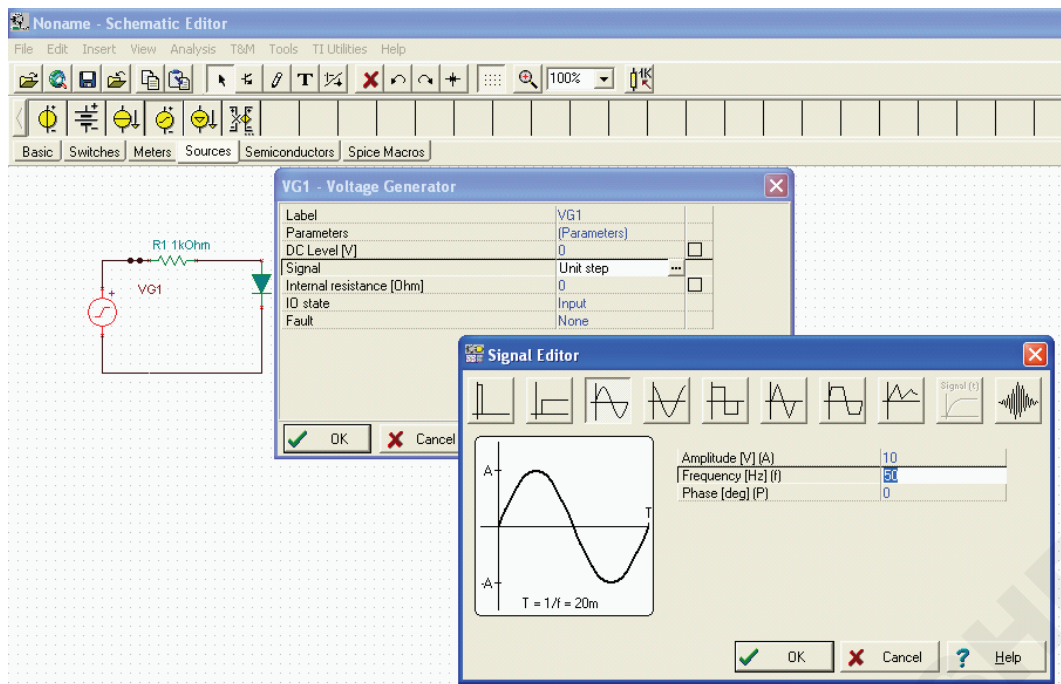 Noname - Schematic Editor
File Edit Insert View Analysis T&M Tools TI Utilities Help
T 100% 1K
Basic Switches Meters Sources Semiconductors Spice Macros
VG1 - Voltage Generator
Label VG1
Parameters (Parameters)
DC Level [V] 0
Signal Unit step ...
Internal resistance [Ohm] 0
IO state Input
Fault None
OK Cancel
R1 1kOhm
+ VG1
Signal Editor
Signal (t)
A
T
-A
T = 1/f = 20m
Amplitude [V] (A) 10
Frequency [Hz] (f) 50
Phase [deg] (P) 0
OK Cancel ? Help